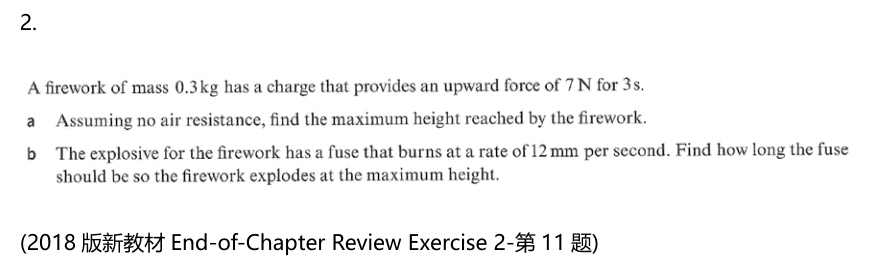 2.
A firework of mass 0.3 kg has a charge that provides an upward force of 7 N for 3 s.
a Assuming no air resistance, find the maximum height reached by the firework.
b The explosive for the firework has a fuse that burns at a rate of 12 mm per second. Find how long the fuse
should be so the firework explodes at the maximum height.
(2018 版新教材 End-of-Chapter Review Exercise 2-第 11 题)